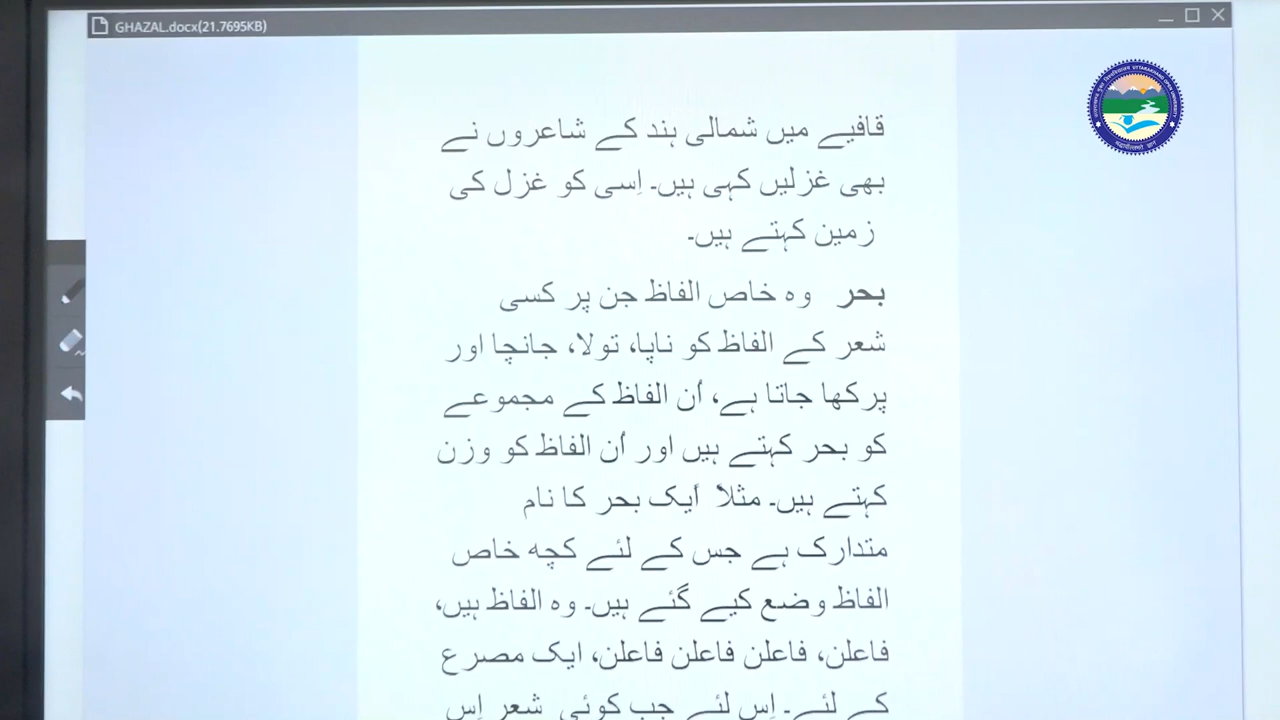 GHAZAL.docx(21.7695KB)
قافیے میں شمالی ہند کے شاعروں نے
بھی غزلیں کہی ہیں۔ اِسی کو غزل کی
زمین کہتے ہیں۔
بحر وہ خاص الفاظ جن پر کسی
شعر کے الفاظ کو ناپا، تولا، جانچا اور
پرکھا جاتا ہے، اُن الفاظ کے مجموعے
کو بحر کہتے ہیں اور اُن الفاظ کو وزن
کہتے ہیں۔ مثلاً ایک بحر کا نام
متدارک ہے جس کے لئے کچھ خاص
الفاظ وضع کیے گئے ہیں۔ وہ الفاظ ہیں،
فاعلن، فاعلن فاعلن فاعلن، ایک مصرع
کے لئے۔ اِس لئے جب کوئی شعر اِس